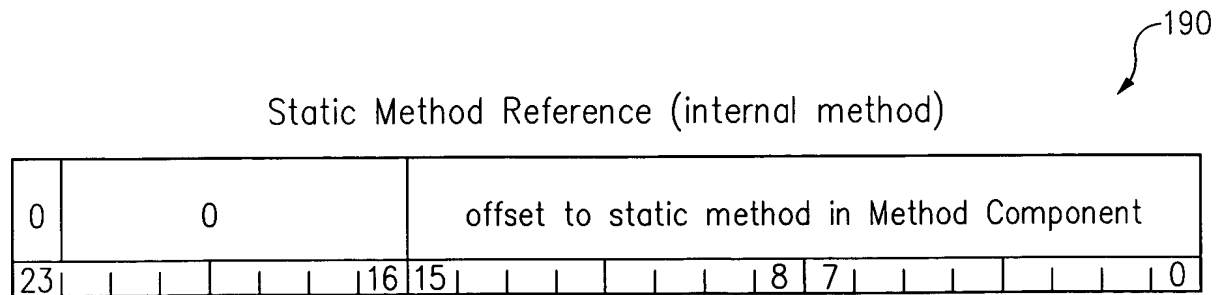 190
Static Method Reference (internal method)
0 0 offset to static method in Method Component
23 16 15 8 7 0